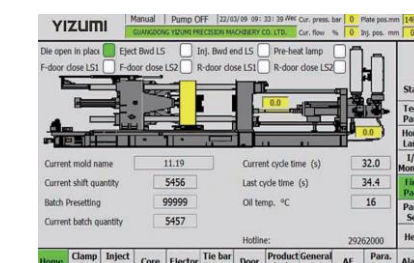 YIZUMI Manual Pump OFF 22/03/09 09: 33: 39 Wed Cur. press. bar 0 Plate pos.mm
GUANGDONG YIZUMI PRECISION MACHINERY CO. LTD. Cur. flow % 0 Inj. pos. mm
Die open in place Eject Bwd LS Inj. Bwd end LS Pre-heat lamp
F-door close LS1 F-door close LS2 R-door close LS1 R-door close LS2
0.0
0.0
Current mold name 11.19 Current cycle time (s) 32.0
Current shift quantity 5456 Last cycle time (s) 34.4
Batch Presetting 99999 Oil temp. °C 16
Current batch quantity 5457
Hotline: 29262000
Home Clamp Inject Core Ejector Tie bar Door Product General AE Para.